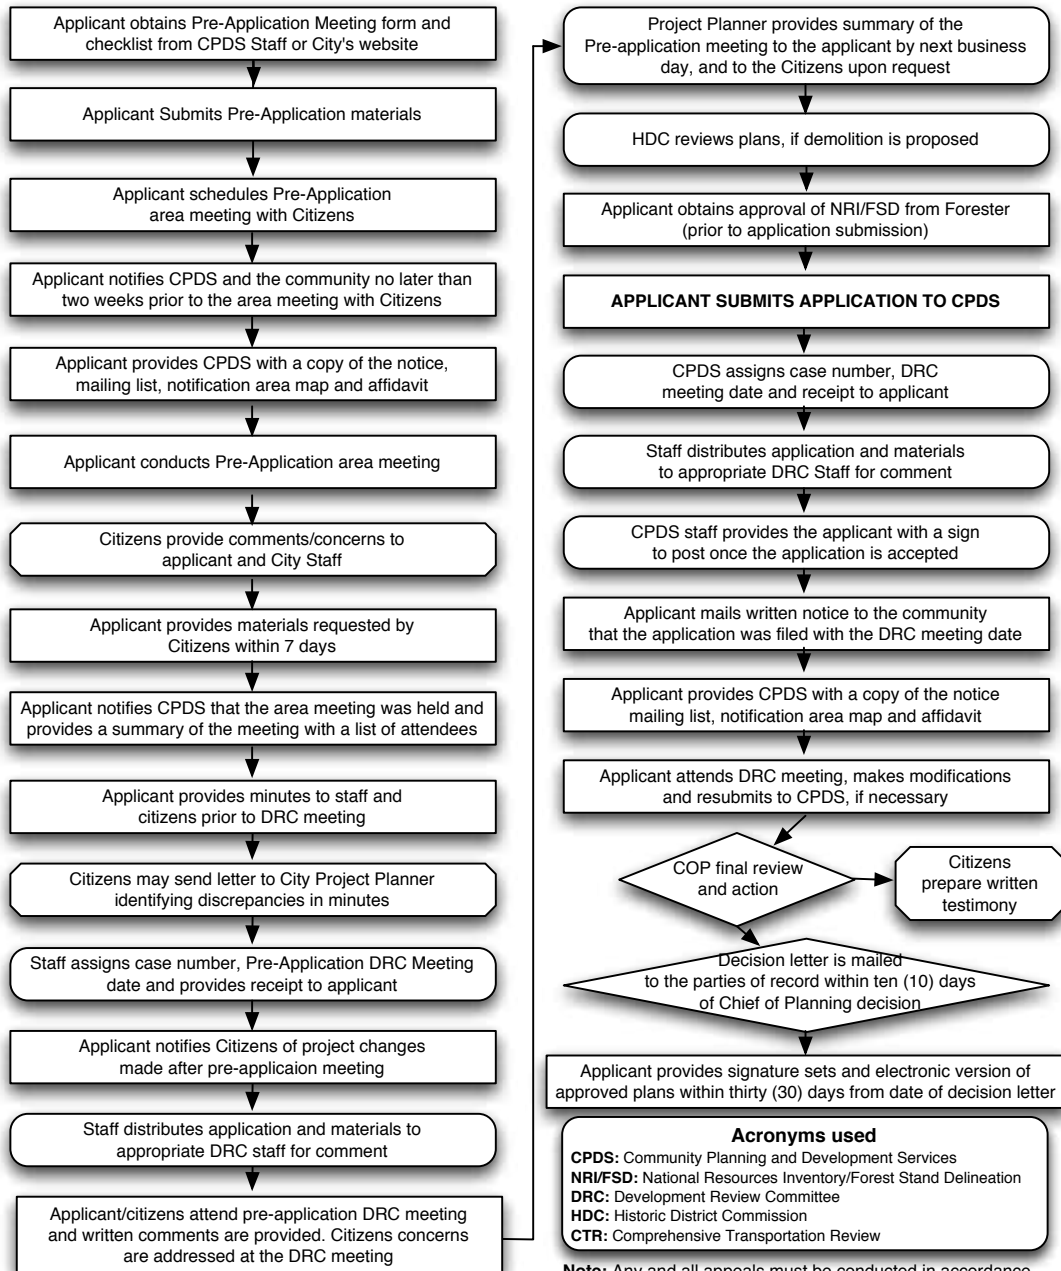 Applicant obtains Pre-Application Meeting form and
checklist from CPDS Staff or City's website
Applicant Submits Pre-Application materials
Applicant schedules Pre-Application
area meeting with Citizens
Applicant notifies CPDS and the community no later than
two weeks prior to the area meeting with Citizens
Applicant provides CPDS with a copy of the notice,
mailing list, notification area map and affidavit
Applicant conducts Pre-Application area meeting
Citizens provide comments/concerns to
applicant and City Staff
Applicant provides materials requested by
Citizens within 7 days
Applicant notifies CPDS that the area meeting was held and
provides a summary of the meeting with a list of attendees
Applicant provides minutes to staff and
citizens prior to DRC meeting
Citizens may send letter to City Project Planner
identifying discrepancies in minutes
Staff assigns case number, Pre-Application DRC Meeting
date and provides receipt to applicant
Applicant notifies Citizens of project changes
made after pre-applicaion meeting
Staff distributes application and materials to
appropriate DRC staff for comment
Applicant/citizens attend pre-application DRC meeting
and written comments are provided. Citizens concerns
are addressed at the DRC meeting
Project Planner provides summary of the
Pre-application meeting to the applicant by next business
day, and to the Citizens upon request
HDC reviews plans, if demolition is proposed
Applicant obtains approval of NRI/FSD from Forester
(prior to application submission)
APPLICANT SUBMITS APPLICATION TO CPDS
CPDS assigns case number, DRC
meeting date and receipt to applicant
Staff distributes application and materials
to appropriate DRC Staff for comment
CPDS staff provides the applicant with a sign
to post once the application is accepted
Applicant mails written notice to the community
that the application was filed with the DRC meeting date
Applicant provides CPDS with a copy of the notice
mailing list, notification area map and affidavit
Applicant attends DRC meeting, makes modifications
and resubmits to CPDS, if necessary
COP final review
and action
Citizens
prepare written
testimony
Decision letter is mailed
to the parties of record within ten (10) days
of Chief of Planning decision
Applicant provides signature sets and electronic version of
approved plans within thirty (30) days from date of decision letter
Acronyms used
CPDS: Community Planning and Development Services
NRI/FSD: National Resources Inventory/Forest Stand Delineation
DRC: Development Review Committee
HDC: Historic District Commission
CTR: Comprehensive Transportation Review
Note: Any and all appeals must be conducted in accordance